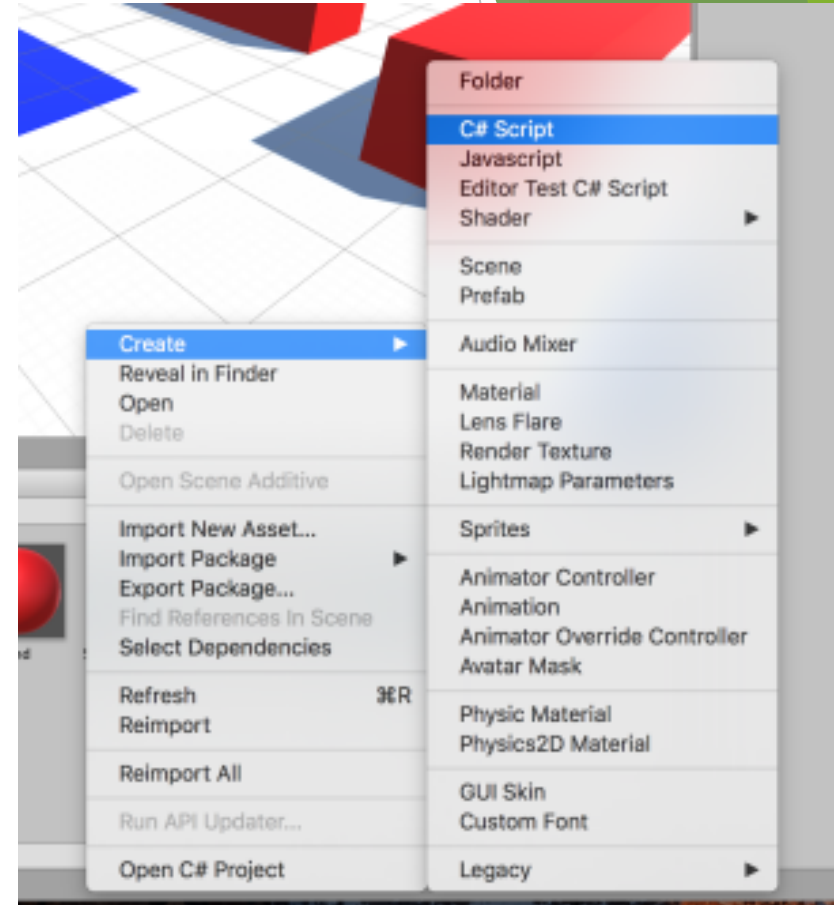 Create
Reveal in Finder
Open
Delete
Open Scene Additive
Import New Asset...
Import Package
Export Package...
Find References In Scene
Select Dependencies
Refresh ⌘R
Reimport
Reimport All
Run API Updater...
Open C# Project
Folder
C# Script
Javascript
Editor Test C# Script
Shader
Scene
Prefab
Audio Mixer
Material
Lens Flare
Render Texture
Lightmap Parameters
Sprites
Animator Controller
Animation
Animator Override Controller
Avatar Mask
Physic Material
Physics2D Material
GUI Skin
Custom Font
Legacy